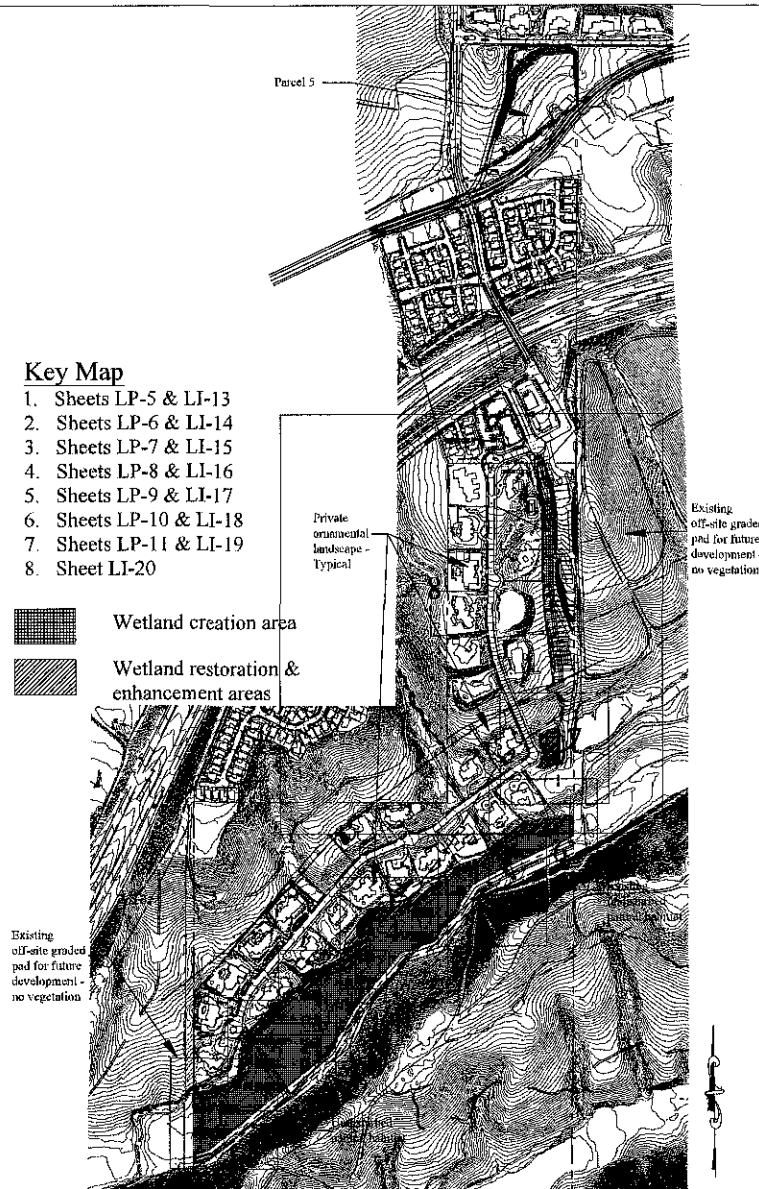 Parcel 5
Key Map
1. Sheets LP-5 & LI-13
2. Sheets LP-6 & LI-14
3. Sheets LP-7 & LI-15
4. Sheets LP-8 & LI-16
5. Sheets LP-9 & LI-17
6. Sheets LP-10 & LI-18
7. Sheets LP-11 & LI-19
8. Sheet LI-20
Wetland creation area
Wetland restoration &
enhancement areas
Private
ornamental
landscape -
Typical
Existing
off-site graded
pad for future
development -
no vegetation
8
7
Existing
off-site graded
pad for future
development -
no vegetation